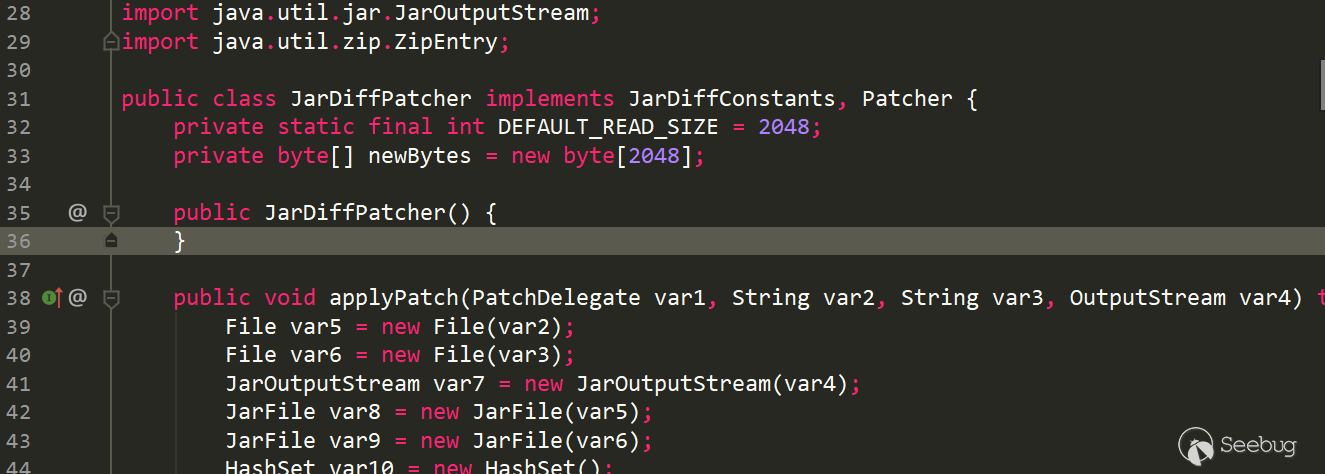 28 import java.util.jar.JarOutputStream;
29 import java.util.zip.ZipEntry;
30
31 public class JarDiffPatcher implements JarDiffConstants, Patcher {
32 private static final int DEFAULT_READ_SIZE = 2048;
33 private byte[] newBytes = new byte[2048];
34
35 @ public JarDiffPatcher() {
36 }
37
38 @ public void applyPatch(PatchDelegate var1, String var2, String var3, OutputStream var4) t
39 File var5 = new File(var2);
40 File var6 = new File(var3);
41 JarOutputStream var7 = new JarOutputStream(var4);
42 JarFile var8 = new JarFile(var5);
43 JarFile var9 = new JarFile(var6);
44 HashSet var10 = new HashSet();
Seebug